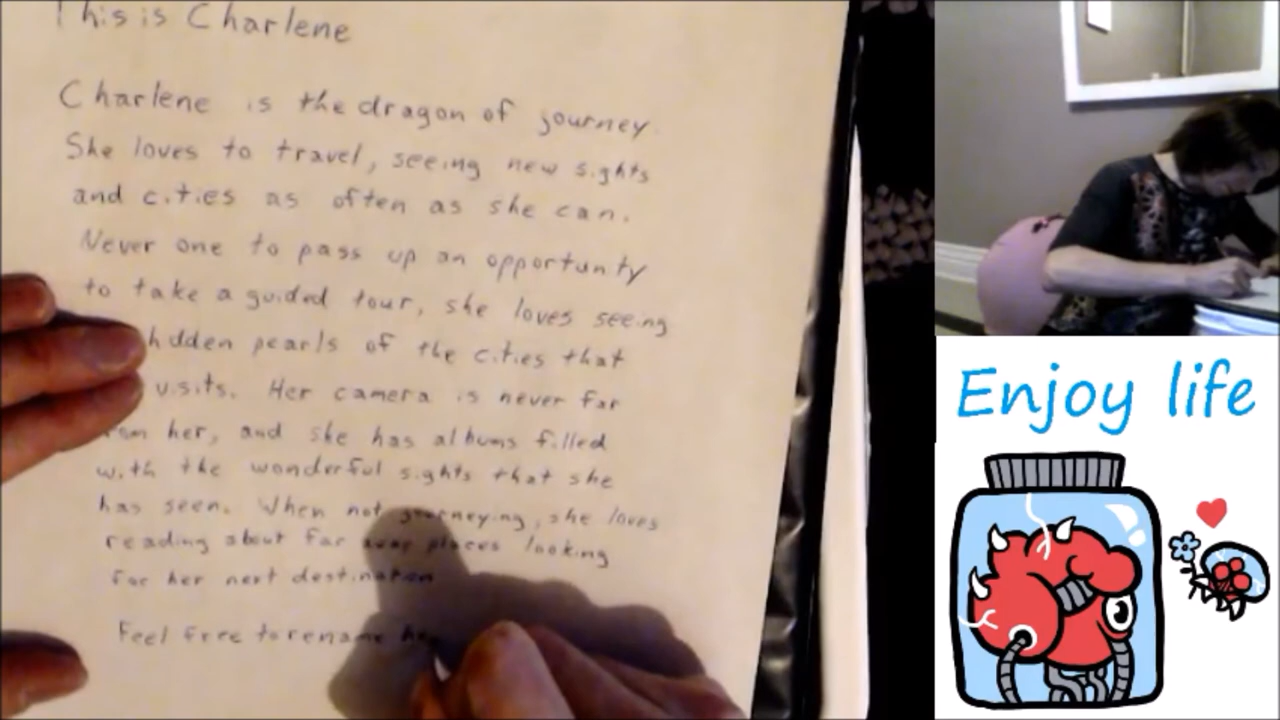 This is Charlene
Charlene is the dragon of journey.
She loves to travel, seeing new sights
and cities as often as she can.
Never one to pass up an opportunity
to take a guided tour, she loves seeing
hidden pearls of the cities that
visits. Her camera is never far
her, and she has albums filled
with the wonderful sights that she
has seen. When not journeying, she loves
reading about far away places looking
for her next destination
Feel free to rename he
Enjoy life